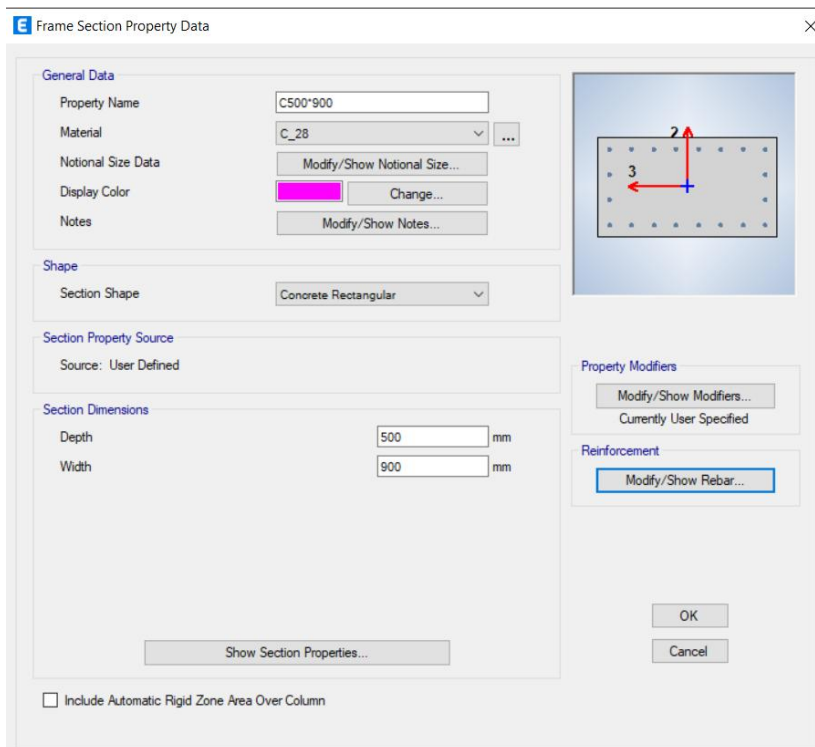 E Frame Section Property Data
General Data
Property Name C500*900
Material C_28 ...
Notional Size Data Modify/Show Notional Size...
Display Color Change...
Notes Modify/Show Notes...
2
3
Shape
Section Shape Concrete Rectangular
Section Property Source
Source: User Defined
Property Modifiers
Modify/Show Modifiers...
Currently User Specified
Section Dimensions
Depth 500 mm
Width 900 mm
Reinforcement
Modify/Show Rebar...
OK
Show Section Properties...
Cancel
Include Automatic Rigid Zone Area Over Column